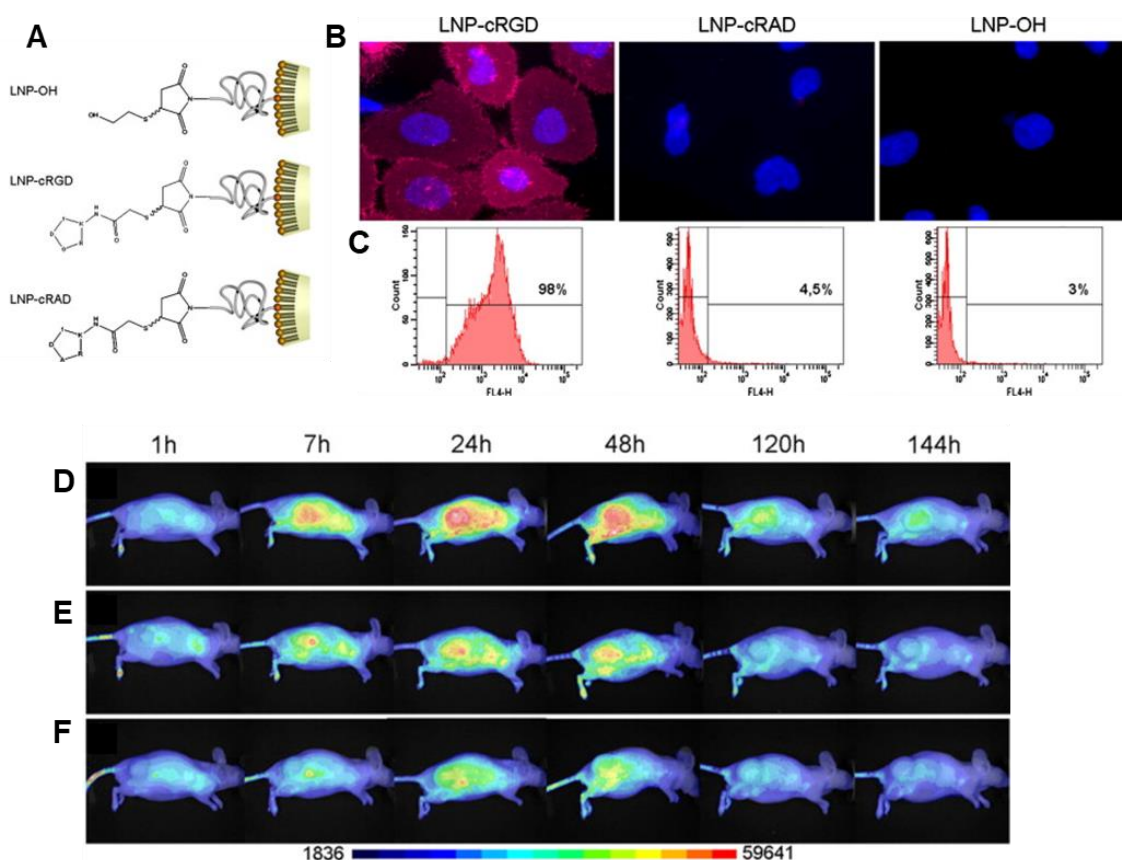 A
LNP-OH
LNP-cRGD
LNP-cRAD
B
LNP-cRGD LNP-cRAD LNP-OH
C
98%
4,5%
3%
Count
FL4-H
Count
FL4-H
Count
FL4-H
1h 7h 24h 48h 120h 144h
D
E
F
1836 59641